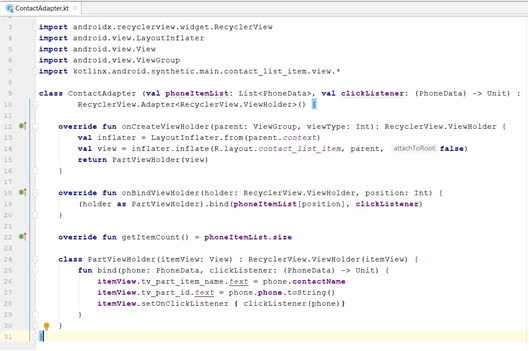 ContactAdapter.kt
3 import androidx.recyclerview.widget.RecyclerView
4 import android.view.LayoutInflater
5 import android.view.View
6 import android.view.ViewGroup
7 import kotlinx.android.synthetic.main.contact_list_item.view.*
8
9 class ContactAdapter (val phoneItemList: List<PhoneData>, val clickListener: (PhoneData) -> Unit) :
10 RecyclerView.Adapter<RecyclerView.ViewHolder>() {
11
12 override fun onCreateViewHolder(parent: ViewGroup, viewType: Int): RecyclerView.ViewHolder {
13 val inflater = LayoutInflater.from(parent.context)
14 val view = inflater.inflate(R.layout.contact_list_item, parent, attachToRoot: false)
15 return PartViewHolder(view)
16 }
17
18 override fun onBindViewHolder(holder: RecyclerView.ViewHolder, position: Int) {
19 (holder as PartViewHolder).bind(phoneItemList[position], clickListener)
20 }
21
22 override fun getItemCount() = phoneItemList.size
23
24 class PartViewHolder(itemView: View) : RecyclerView.ViewHolder(itemView) {
25 fun bind(phone: PhoneData, clickListener: (PhoneData) -> Unit) {
26 itemView.tv_part_item_name.text = phone.contactName
27 itemView.tv_part_id.text = phone.phone.toString()
28 itemView.setOnClickListener { clickListener(phone)}
29 }
30 }
31 }